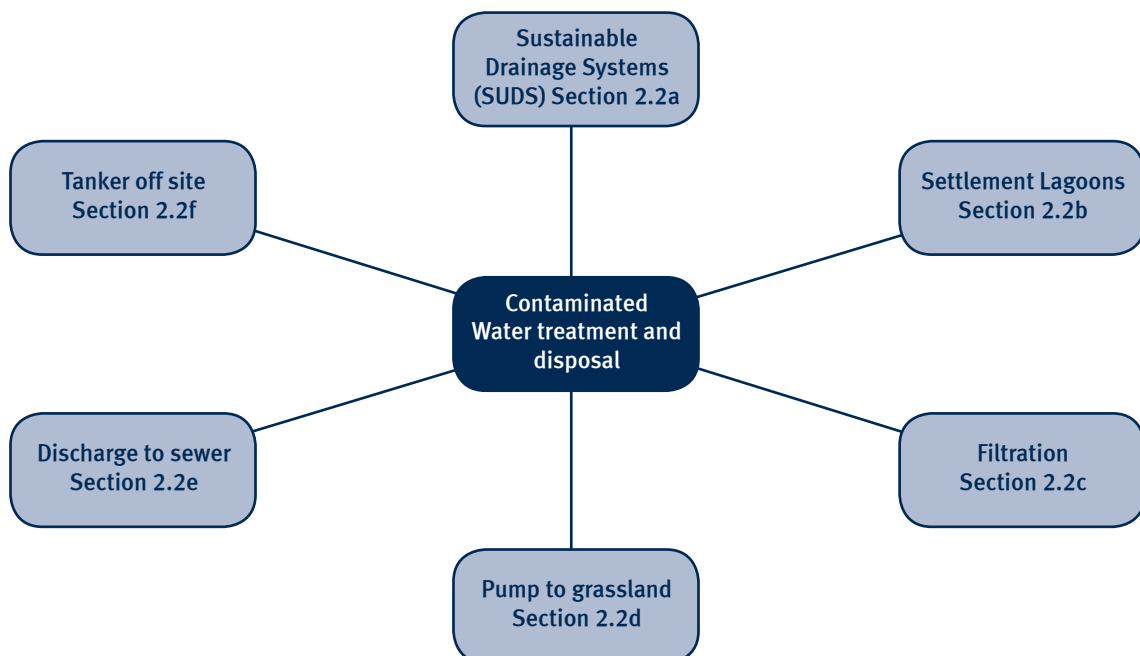 Sustainable
Drainage Systems
(SUDS) Section 2.2a
Tanker off site
Section 2.2f
Settlement Lagoons
Section 2.2b
Contaminated
Water treatment and
disposal
Discharge to sewer
Section 2.2e
Filtration
Section 2.2c
Pump to grassland
Section 2.2d